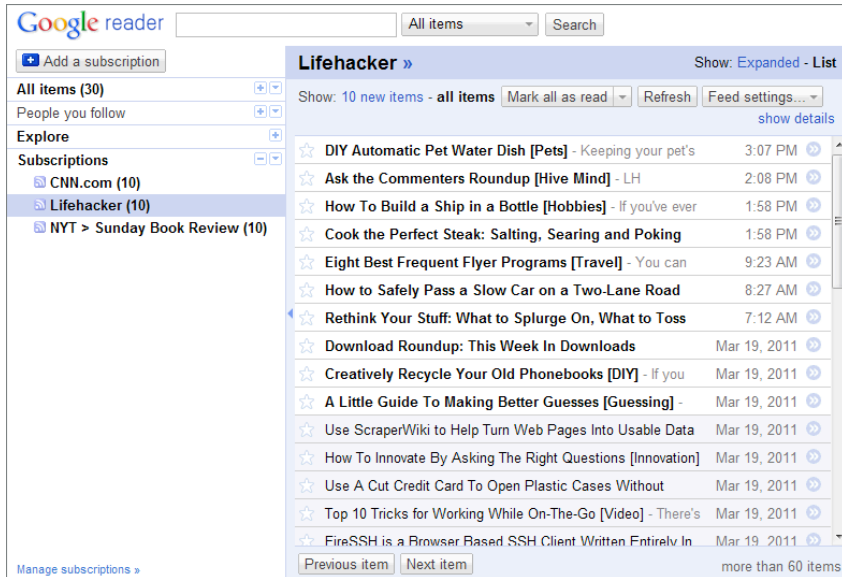 Google reader
All items
Search
Add a subscription
All items (30)
People you follow
Explore
Subscriptions
CNN.com (10)
Lifehacker (10)
NYT > Sunday Book Review (10)
Manage subscriptions »
Lifehacker »
Show: Expanded - List
Show: 10 new items - all items Mark all as read Refresh Feed settings...
show details
DIY Automatic Pet Water Dish [Pets] - Keeping your pet's 3:07 PM
Ask the Commenters Roundup [Hive Mind] - LH 2:08 PM
How To Build a Ship in a Bottle [Hobbies] - If you've ever 1:58 PM
Cook the Perfect Steak: Salting, Searing and Poking 1:58 PM
Eight Best Frequent Flyer Programs [Travel] - You can 9:23 AM
How to Safely Pass a Slow Car on a Two-Lane Road 8:27 AM
Rethink Your Stuff: What to Splurge On, What to Toss 7:12 AM
Download Roundup: This Week In Downloads Mar 19, 2011
Creatively Recycle Your Old Phonebooks [DIY] - If you Mar 19, 2011
A Little Guide To Making Better Guesses [Guessing] - Mar 19, 2011
Use ScraperWiki to Help Turn Web Pages Into Usable Data Mar 19, 2011
How To Innovate By Asking The Right Questions [Innovation] Mar 19, 2011
Use A Cut Credit Card To Open Plastic Cases Without Mar 19, 2011
Top 10 Tricks for Working While On-The-Go [Video] - There's Mar 19, 2011
FireSSH is a Browser Based SSH Client Written Entirely In Mar 19, 2011
Previous item Next item more than 60 items